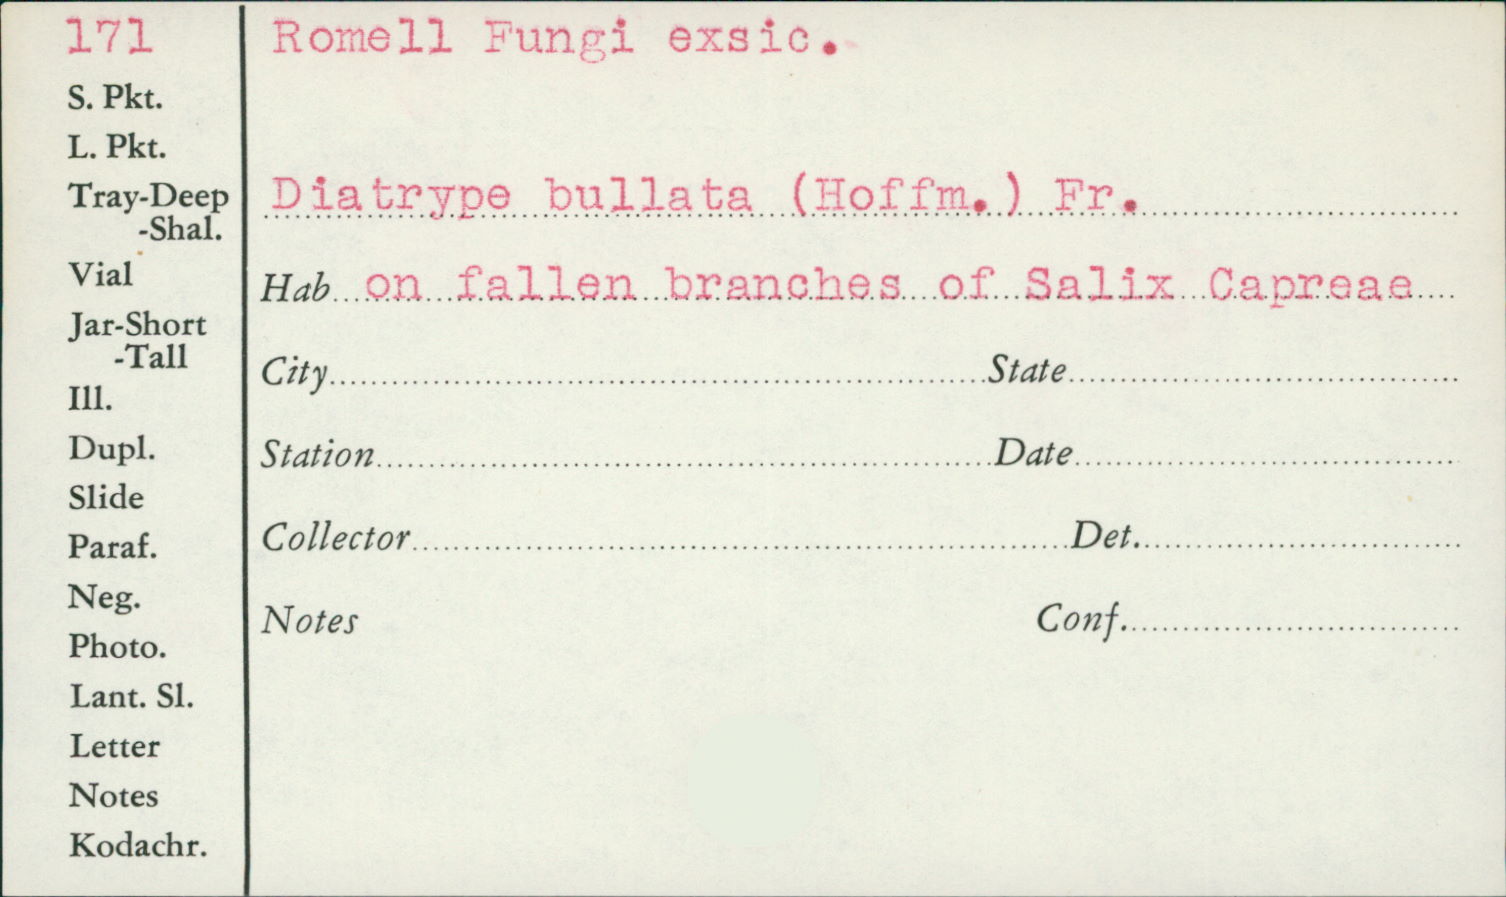 171
Romell Fungi exsic.
S. Pkt.
L. Pkt.
Tray-Deep
-Shal.
Vial
Jar-Short
-Tall
Ill.
Dupl.
Slide
Paraf.
Neg.
Photo.
Lant. Sl.
Letter
Notes
Kodachr.
Diatrype bullata (Hoffm.) Fr.
Hab on fallen branches of Salix Capreae
City State
Station Date
Collector Det.
Notes Conf.